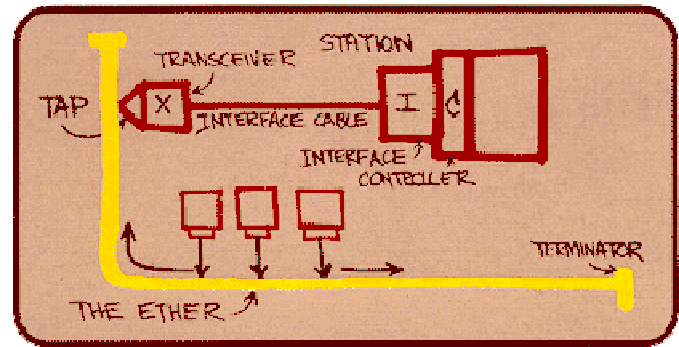 STATION
TRANSCEIVER
TAP
X
I
C
INTERFACE CABLE
INTERFACE
CONTROLLER
TERMINATOR
THE ETHER